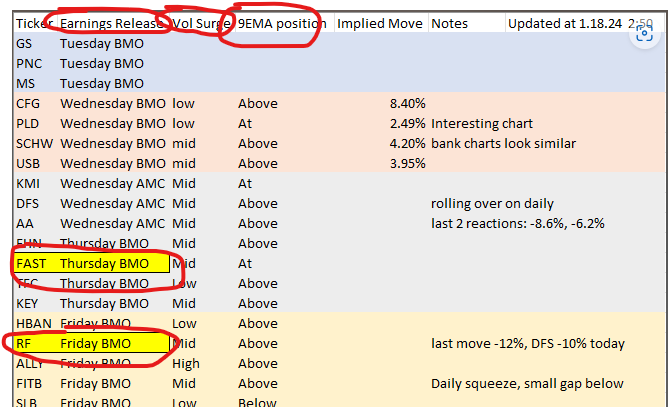 Ticker Earnings Release Vol Surge 9EMA position Implied Move Notes Updated at 1.18.24 2:50
GS Tuesday BMO
PNC Tuesday BMO
MS Tuesday BMO
CFG Wednesday BMO low Above 8.40%
PLD Wednesday BMO low At 2.49% Interesting chart
SCHW Wednesday BMO mid Above 4.20% bank charts look similar
USB Wednesday BMO mid Above 3.95%
KMI Wednesday AMC Mid At
DFS Wednesday AMC Mid Above rolling over on daily
AA Wednesday AMC Mid Above last 2 reactions: -8.6%, -6.2%
FHN Thursday BMO Mid Above
FAST Thursday BMO Mid At
TFC Thursday BMO Low Above
KEY Thursday BMO Mid Above
HBAN Friday BMO Low Above
RF Friday BMO Mid Above last move -12%, DFS -10% today
ALLY Friday BMO High Above
FITB Friday BMO Mid Above Daily squeeze, small gap below
SLB Friday BMO Low Below